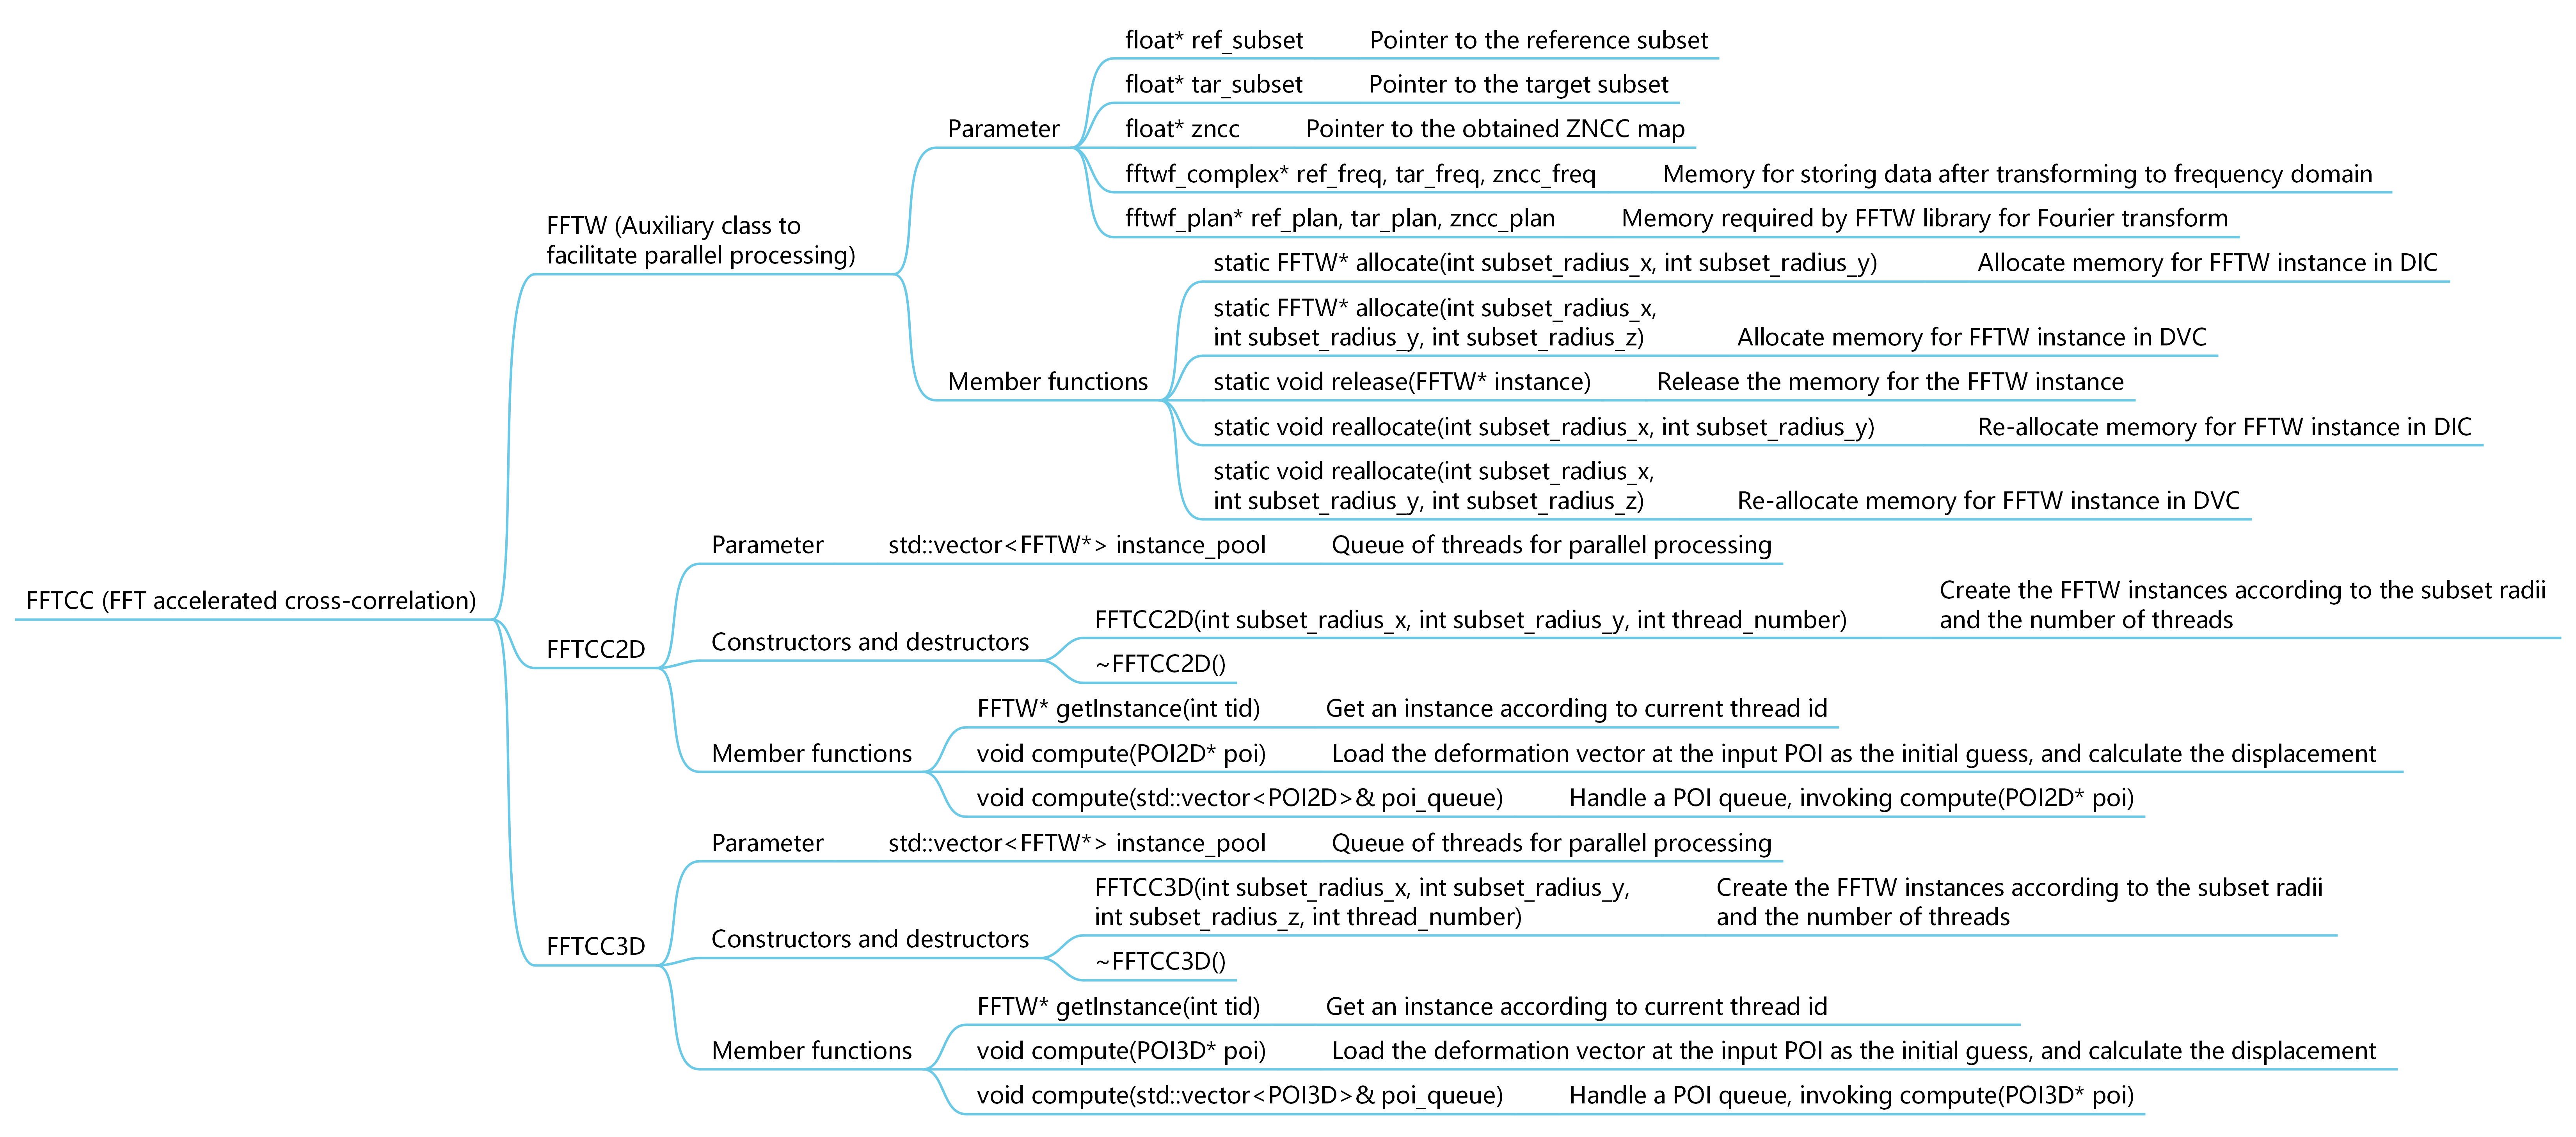 FFTCC (FFT accelerated cross-correlation)
FFTW (Auxiliary class to
facilitate parallel processing)
Parameter
float* ref_subset Pointer to the reference subset
float* tar_subset Pointer to the target subset
float* zncc Pointer to the obtained ZNCC map
fftwf_complex* ref_freq, tar_freq, zncc_freq Memory for storing data after transforming to frequency domain
fftwf_plan* ref_plan, tar_plan, zncc_plan Memory required by FFTW library for Fourier transform
Member functions
static FFTW* allocate(int subset_radius_x, int subset_radius_y) Allocate memory for FFTW instance in DIC
static FFTW* allocate(int subset_radius_x,
int subset_radius_y, int subset_radius_z) Allocate memory for FFTW instance in DVC
static void release(FFTW* instance) Release the memory for the FFTW instance
static void reallocate(int subset_radius_x, int subset_radius_y) Re-allocate memory for FFTW instance in DIC
static void reallocate(int subset_radius_x,
int subset_radius_y, int subset_radius_z) Re-allocate memory for FFTW instance in DVC
FFTCC2D
Parameter std::vector<FFTW*> instance_pool Queue of threads for parallel processing
Constructors and destructors
FFTCC2D(int subset_radius_x, int subset_radius_y, int thread_number)
Create the FFTW instances according to the subset radii
and the number of threads
~FFTCC2D()
Member functions
FFTW* getInstance(int tid) Get an instance according to current thread id
void compute(POI2D* poi) Load the deformation vector at the input POI as the initial guess, and calculate the displacement
void compute(std::vector<POI2D>& poi_queue) Handle a POI queue, invoking compute(POI2D* poi)
FFTCC3D
Parameter std::vector<FFTW*> instance_pool Queue of threads for parallel processing
Constructors and destructors
FFTCC3D(int subset_radius_x, int subset_radius_y,
int subset_radius_z, int thread_number)
Create the FFTW instances according to the subset radii
and the number of threads
~FFTCC3D()
Member functions
FFTW* getInstance(int tid) Get an instance according to current thread id
void compute(POI3D* poi) Load the deformation vector at the input POI as the initial guess, and calculate the displacement
void compute(std::vector<POI3D>& poi_queue) Handle a POI queue, invoking compute(POI3D* poi)